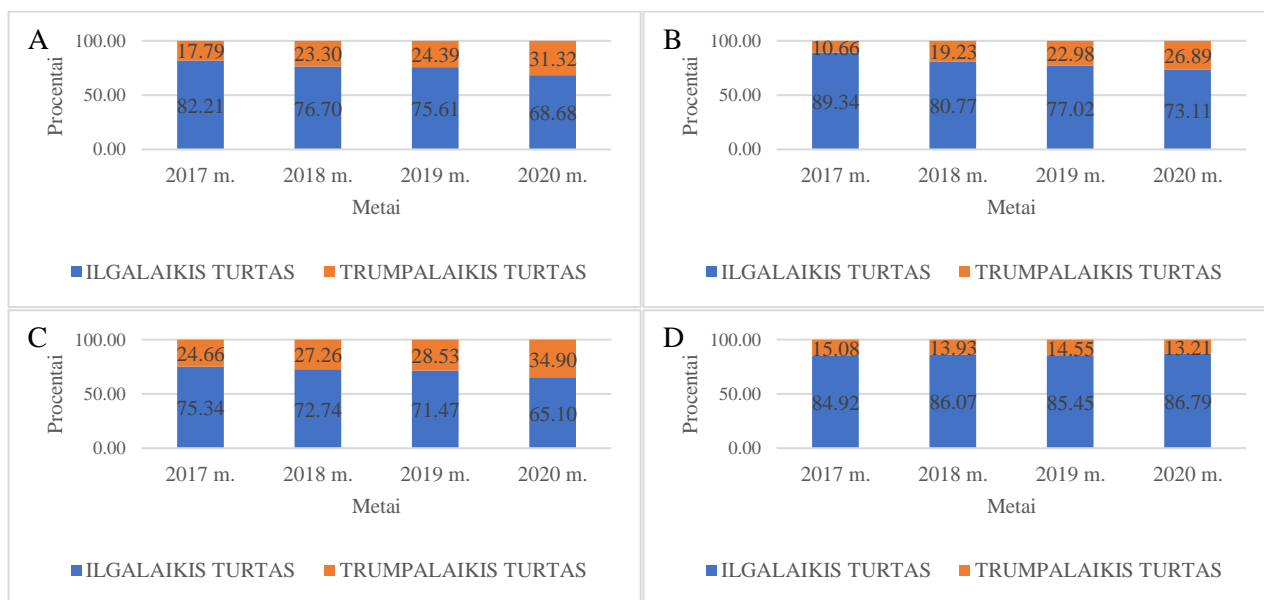 A
100.00
17.79 23.30 24.39 31.32
Procentai
50.00
82.21 76.70 75.61 68.68
0.00
2017 m. 2018 m. 2019 m. 2020 m.
Metai
ILGALAIKIS TURTAS TRUMPALAIKIS TURTAS
B
100.00
10.66 19.23 22.98 26.89
Procentai
50.00
89.34 80.77 77.02 73.11
0.00
2017 m. 2018 m. 2019 m. 2020 m.
Metai
ILGALAIKIS TURTAS TRUMPALAIKIS TURTAS
C
100.00
24.66 27.26 28.53 34.90
Procentai
50.00
75.34 72.74 71.47 65.10
0.00
2017 m. 2018 m. 2019 m. 2020 m.
Metai
ILGALAIKIS TURTAS TRUMPALAIKIS TURTAS
D
100.00
15.08 13.93 14.55 13.21
Procentai
50.00
84.92 86.07 85.45 86.79
0.00
2017 m. 2018 m. 2019 m. 2020 m.
Metai
ILGALAIKIS TURTAS TRUMPALAIKIS TURTAS